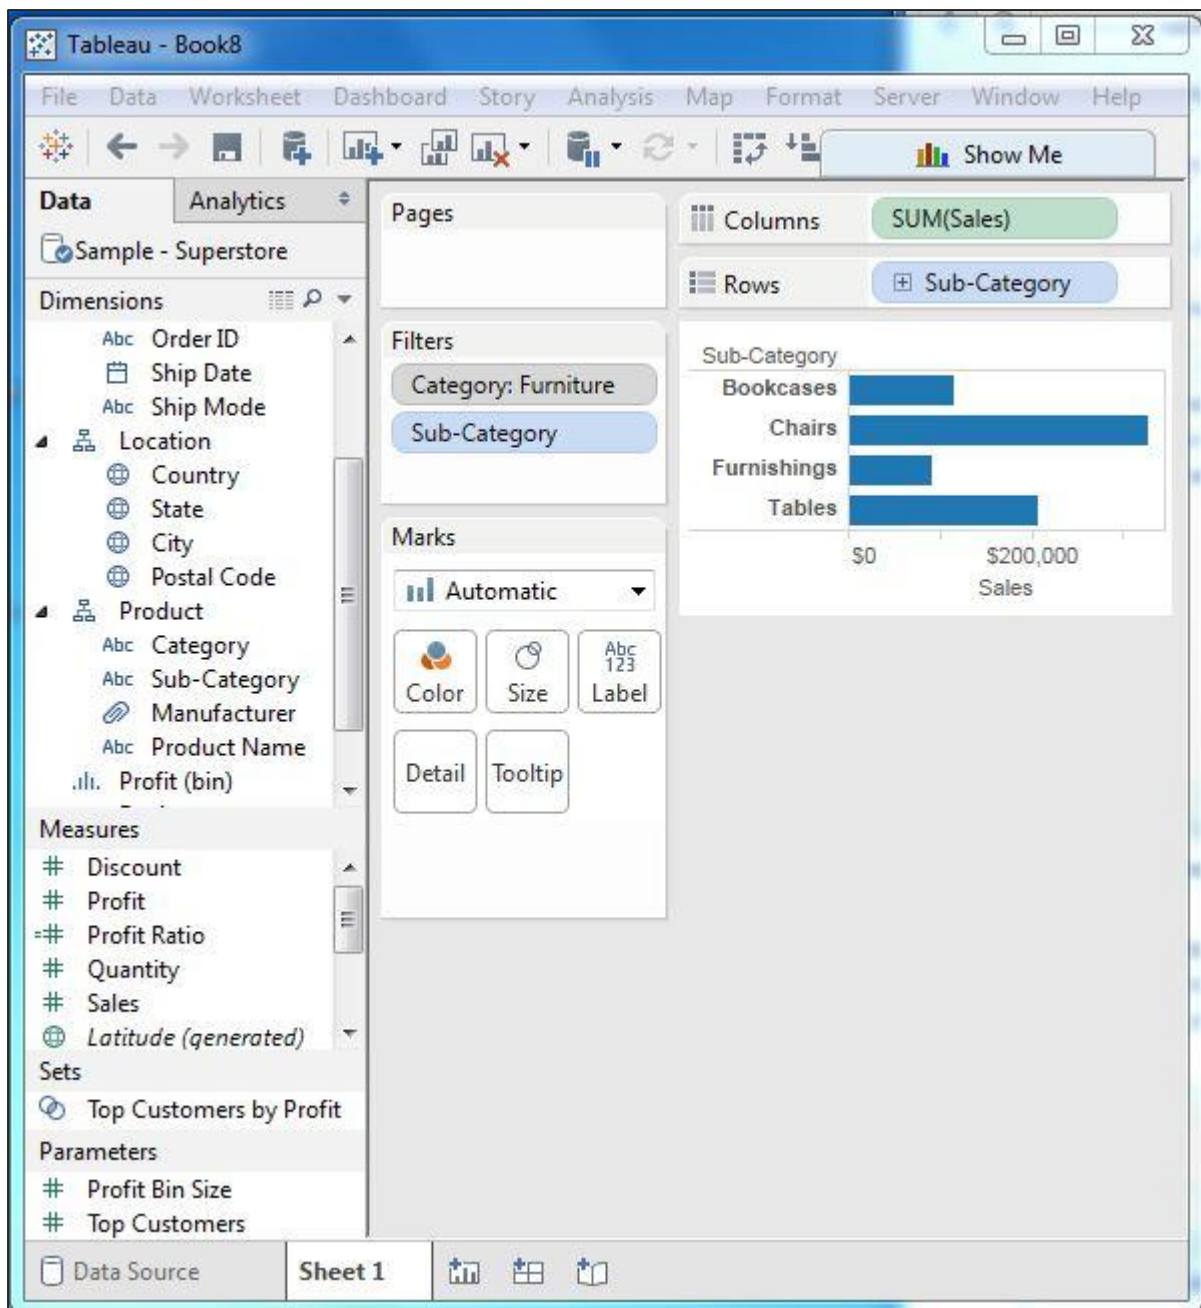 Tableau - Book8
File Data Worksheet Dashboard Story Analysis Map Format Server Window Help
Show Me
Data Analytics
Sample - Superstore
Dimensions
Abc Order ID
Ship Date
Abc Ship Mode
Location
Country
State
City
Postal Code
Product
Abc Category
Abc Sub-Category
Manufacturer
Abc Product Name
Profit (bin)
Measures
# Discount
# Profit
=# Profit Ratio
# Quantity
# Sales
Latitude (generated)
Sets
Top Customers by Profit
Parameters
# Profit Bin Size
# Top Customers
Pages
Filters
Category: Furniture
Sub-Category
Marks
Automatic
Abc
123
Color Size Label
Detail Tooltip
Columns SUM(Sales)
Rows Sub-Category
Sub-Category
Bookcases
Chairs
Furnishings
Tables
$0 $200,000
Sales
Data Source Sheet 1